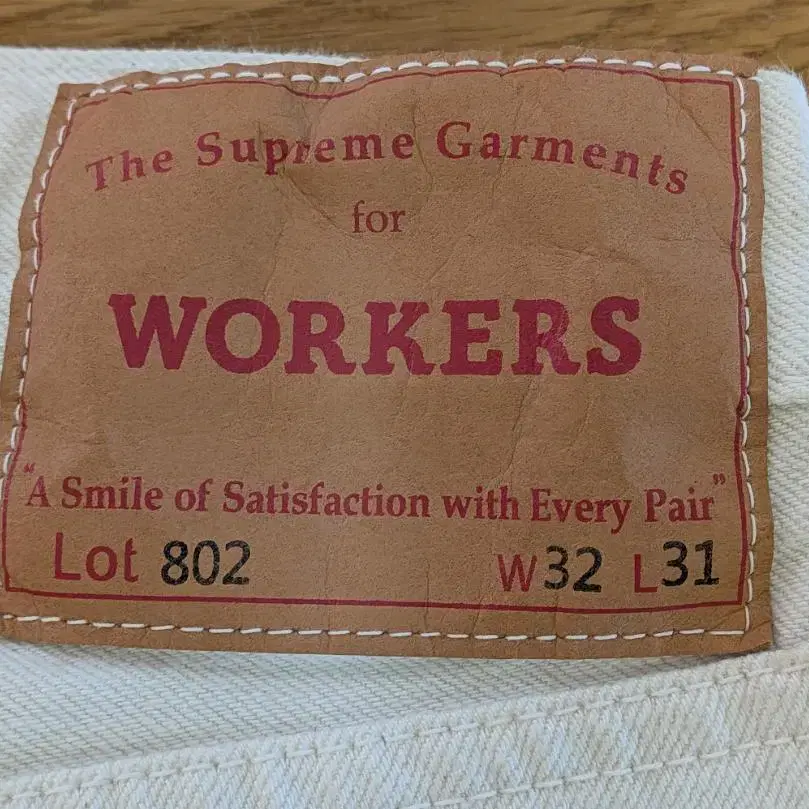 The Supreme Garments
for
WORKERS
"A Smile of Satisfaction with Every Pair"
Lot 802 W32 L31